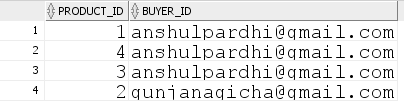 PRODUCT_ID BUYER_ID
1 1 anshulpardhi@gmail.com
2 4 anshulpardhi@gmail.com
3 3 anshulpardhi@gmail.com
4 2 gunjanagicha@gmail.com